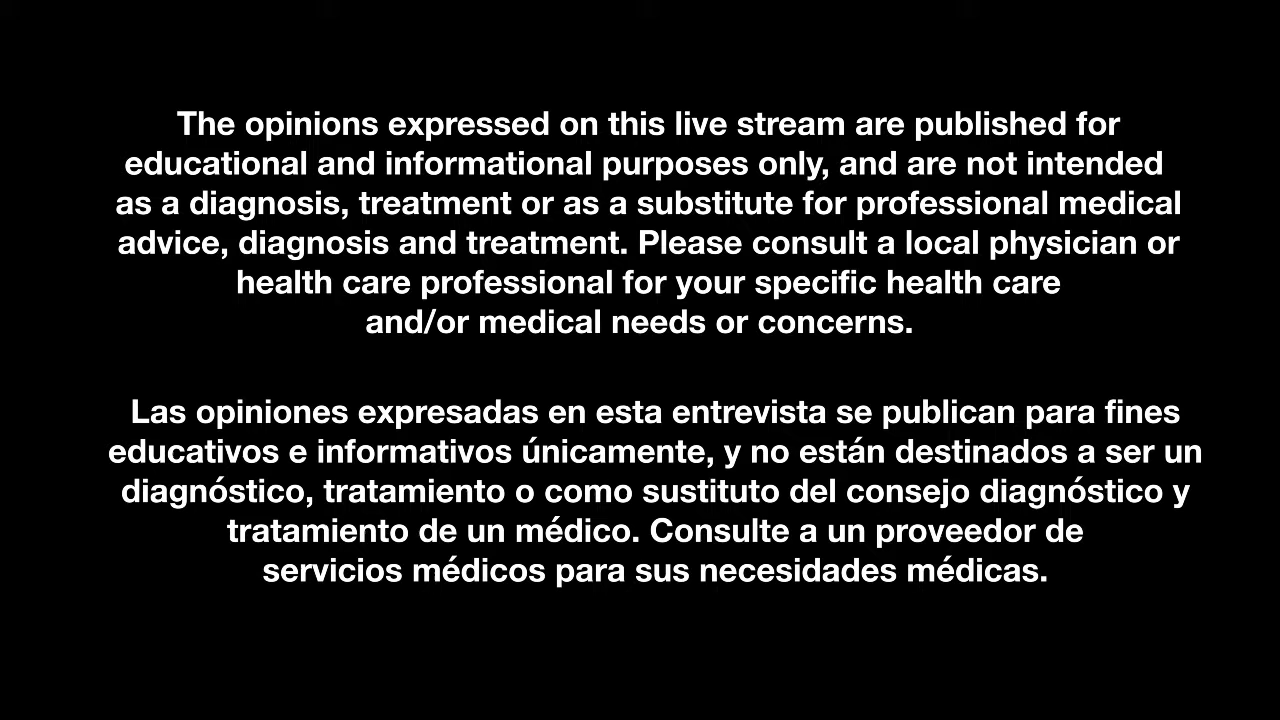 The opinions expressed on this live stream are published for
educational and informational purposes only, and are not intended
as a diagnosis, treatment or as a substitute for professional medical
advice, diagnosis and treatment. Please consult a local physician or
health care professional for your specific health care
and/or medical needs or concerns.
Las opiniones expresadas en esta entrevista se publican para fines
educativos e informativos únicamente, y no están destinados a ser un
diagnóstico, tratamiento o como sustituto del consejo diagnóstico y
tratamiento de un médico. Consulte a un proveedor de
servicios médicos para sus necesidades médicas.